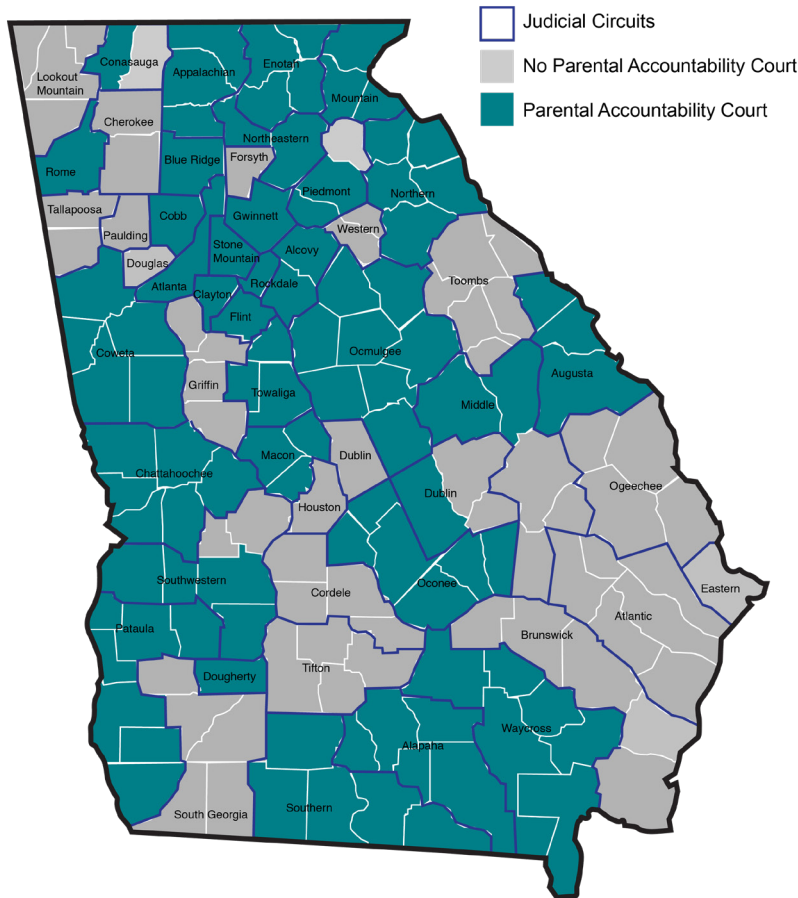 Judicial Circuits
No Parental Accountability Court
Parental Accountability Court
Lookout
Mountain
Conasauga
Appalachian
Enotah
Mountain
Cherokee
Northeastern
Rome
Blue Ridge
Forsyth
Piedmont
Northern
Tallapoosa
Paulding
Cobb
Gwinnett
Western
Douglas
Stone
Mountain
Alcovy
Atlanta
Clayton
Rockdale
Toombs
Flint
Coweta
Ocmulgee
Griffin
Towaliga
Augusta
Middle
Chattahoochee
Macon
Dublin
Dublin
Houston
Ogeechee
Southwestern
Cordele
Oconee
Eastern
Pataula
Atlantic
Brunswick
Dougherty
Tifton
Waycross
Alapaha
South Georgia
Southern